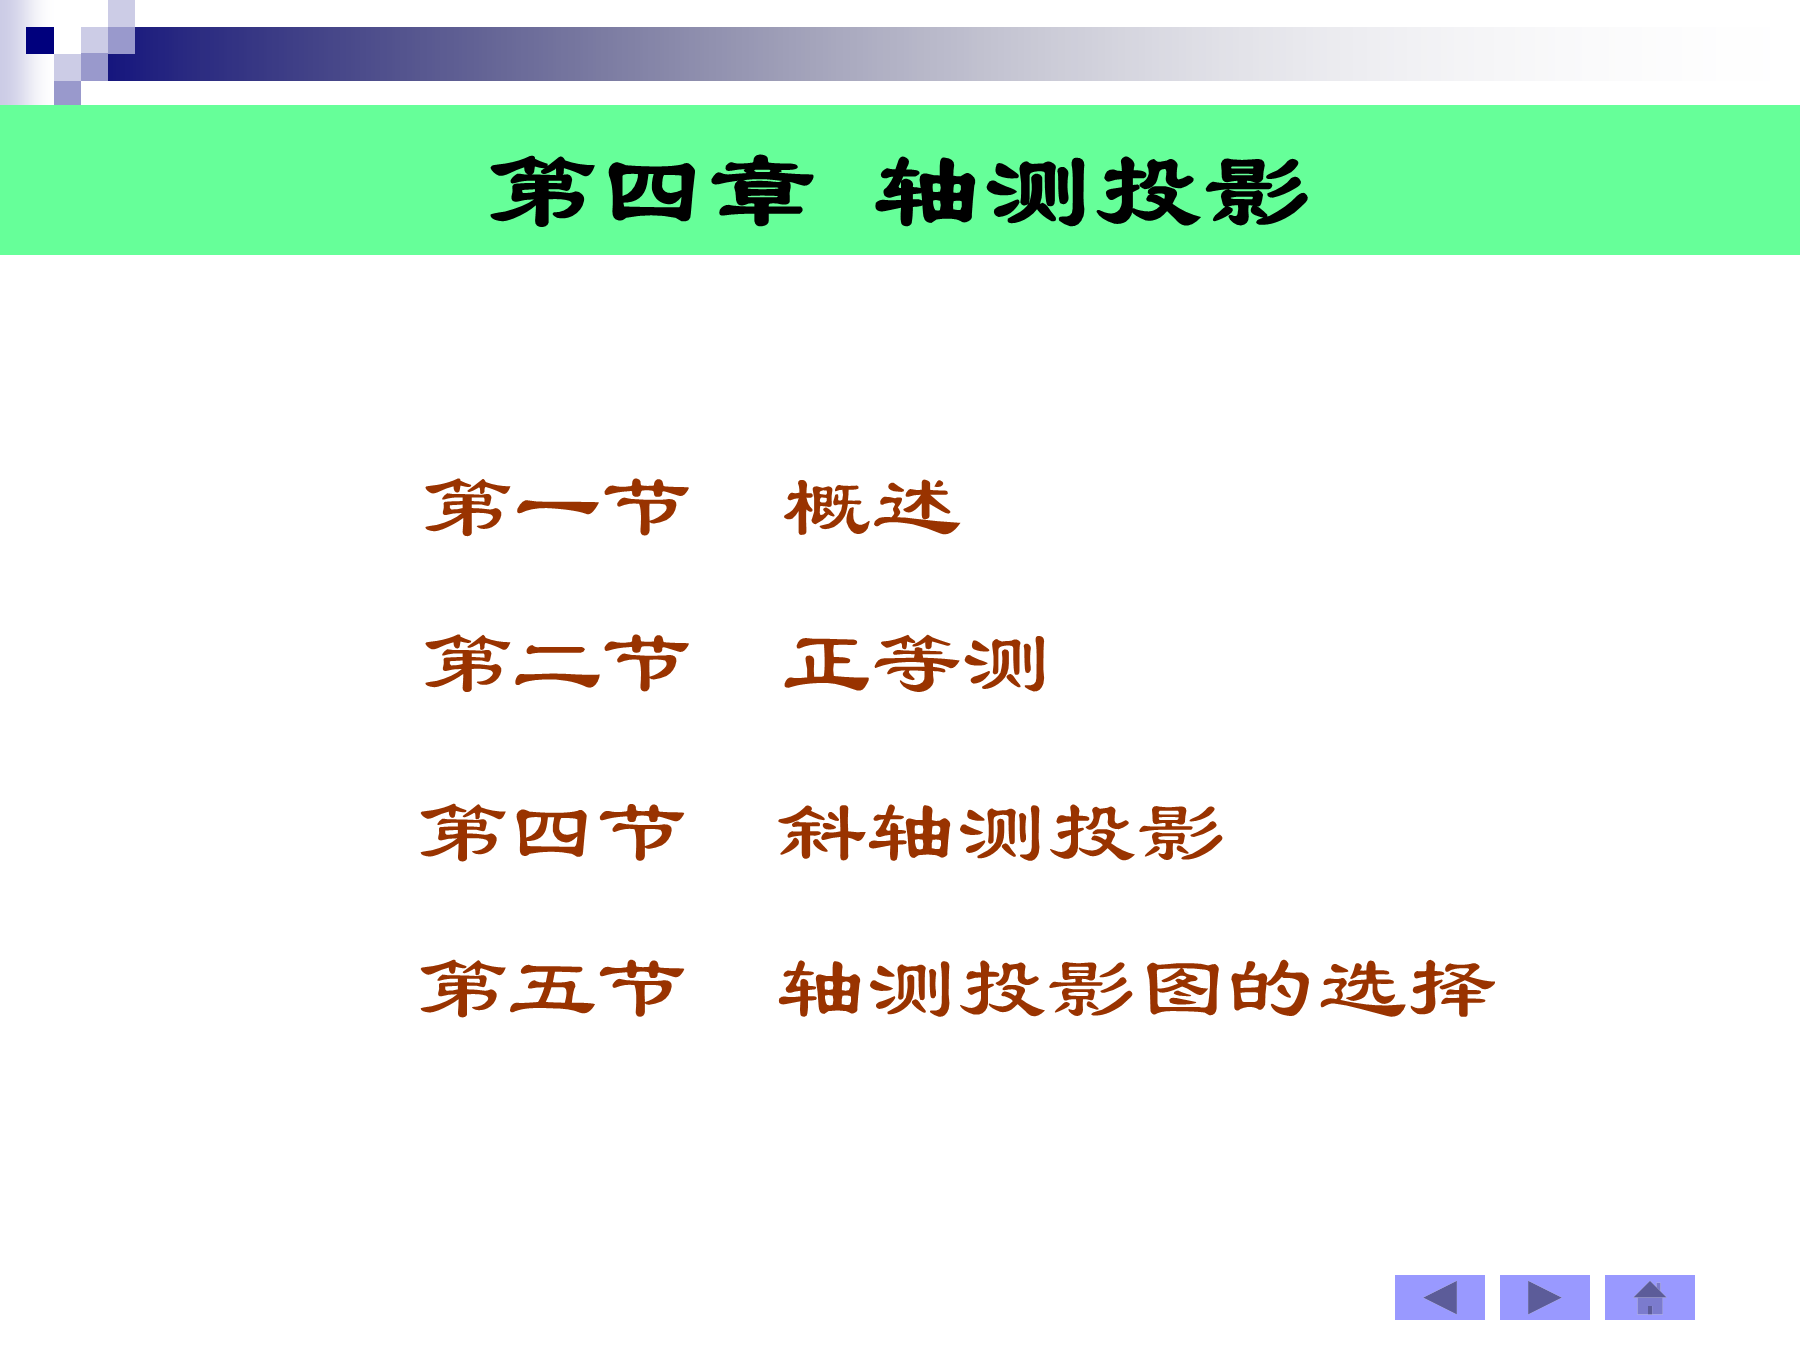 第四章 轴测投影
第一节 概述
第二节 正等测
第四节 斜轴测投影
第五节 轴测投影图的选择